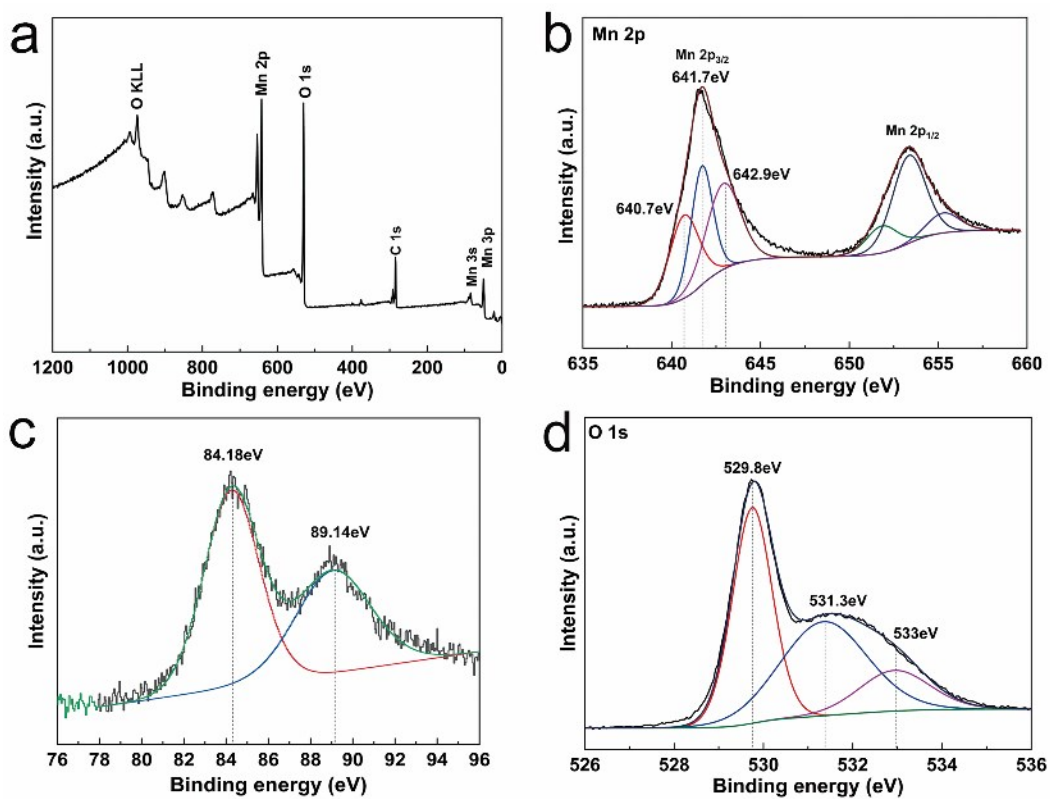 a
O KLL
Mn 2p
O 1s
C 1s
Mn 3s
Mn 3p
Intensity (a.u.)
1200 1000 800 600 400 200 0
Binding energy (eV)
b
Mn 2p
Mn 2p3/2
641.7eV
640.7eV
642.9eV
Mn 2p1/2
Intensity (a.u.)
635 640 645 650 655 660
Binding energy (eV)
c
84.18eV
89.14eV
Intensity (a.u.)
76 78 80 82 84 86 88 90 92 94 96
Binding energy (eV)
d
O 1s
529.8eV
531.3eV
533eV
Intensity (a.u.)
526 528 530 532 534 536
Binding energy (eV)